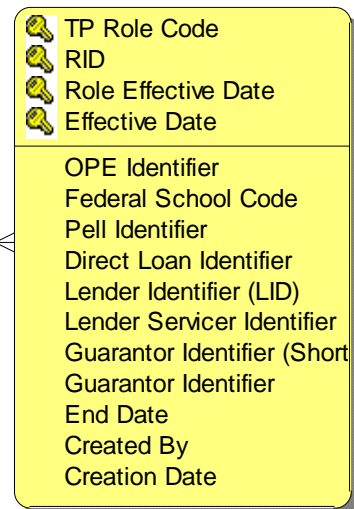 TP Role Code
RID
Role Effective Date
Effective Date
OPE Identifier
Federal School Code
Pell Identifier
Direct Loan Identifier
Lender Identifier (LID)
Lender Servicer Identifier
Guarantor Identifier (Short
Guarantor Identifier
End Date
Created By
Creation Date